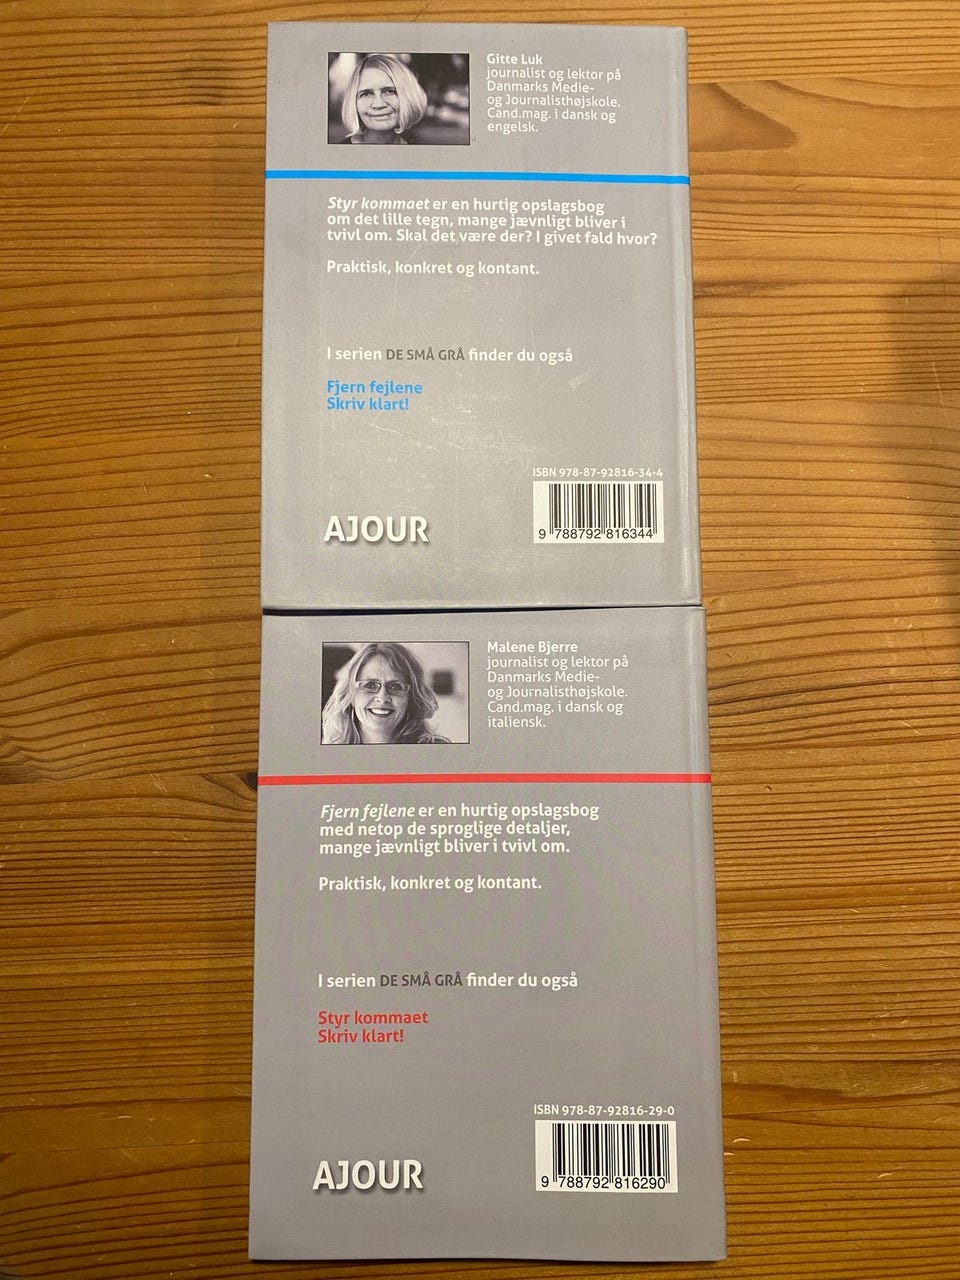 Gitte Luk
journalist og lektor på
Danmarks Medie-
og Journalisthøjskole.
Cand.mag. i dansk og
engelsk.
Styr kommaet er en hurtig opslagsbog
om det lille tegn, mange jævnligt bliver i
tvivl om. Skal det være der? I givet fald hvor?
Praktisk, konkret og kontant.
I serien DE SMÅ GRÅ finder du også
Fjern fejlene
Skriv klart!
ISBN 978-87-92816-34-4
9 788792 816344
AJOUR
Malene Bjerre
journalist og lektor på
Danmarks Medie-
og Journalisthøjskole.
Cand.mag. i dansk og
italiensk.
Fjern fejlene er en hurtig opslagsbog
med netop de sproglige detaljer,
mange jævnligt bliver i tvivl om.
Praktisk, konkret og kontant.
I serien DE SMÅ GRÅ finder du også
Styr kommaet
Skriv klart!
ISBN 978-87-92816-29-0
9 788792 816290
AJOUR